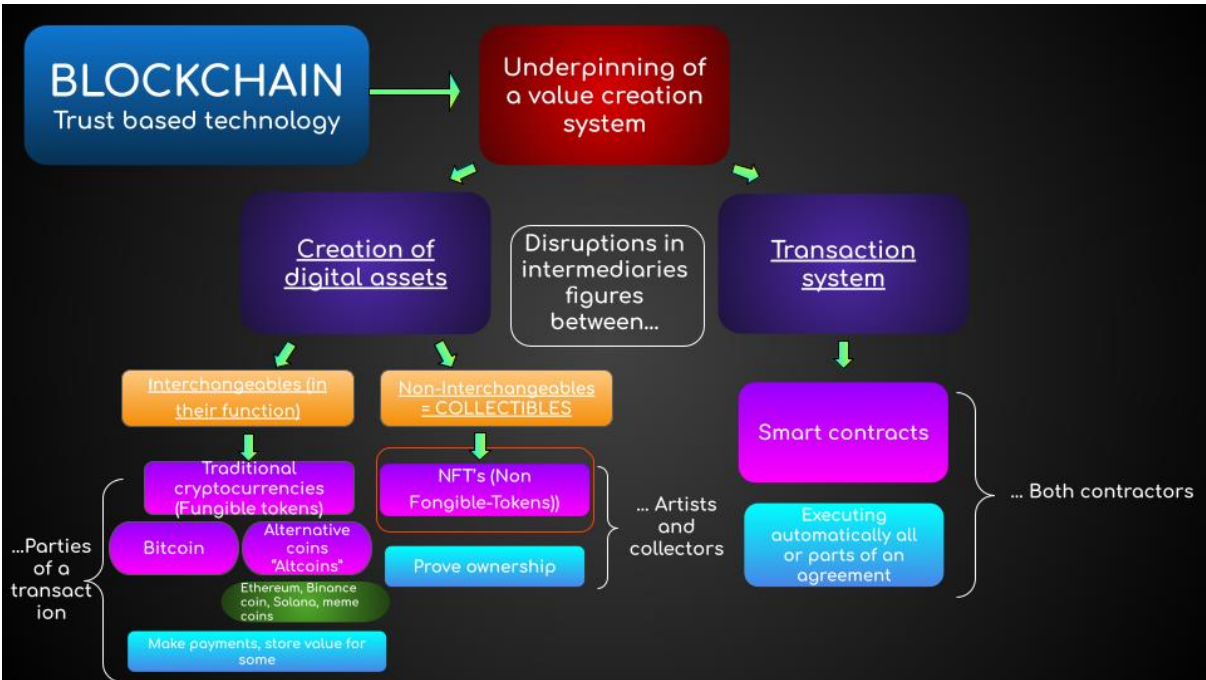 BLOCKCHAIN
Trust based technology
Underpinning of
a value creation
system
Creation of
digital assets
Disruptions in
intermediaries
figures
between...
Transaction
system
Interchangeables (in
their function)
Non-Interchangeables
= COLLECTIBLES
Smart contracts
Traditional
cryptocurrencies
(Fungible tokens)
NFT's (Non
Fongible-Tokens))
... Both contractors
...Parties
of a
transact
ion
Bitcoin
Alternative
coins
"Altcoins"
... Artists
and
collectors
Executing
automatically all
or parts of an
agreement
Prove ownership
Ethereum, Binance
coin, Solana, meme
coins
Make payments, store value for
some